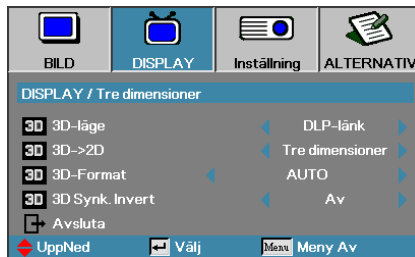 BILD DISPLAY Inställning ALTERNATIV
DISPLAY / Tre dimensioner
3D 3D-läge DLP-länk
3D 3D->2D Tre dimensioner
3D 3D-Format AUTO
3D 3D Synk. Invert Av
Avsluta
UppNed Välj Menu Meny Av